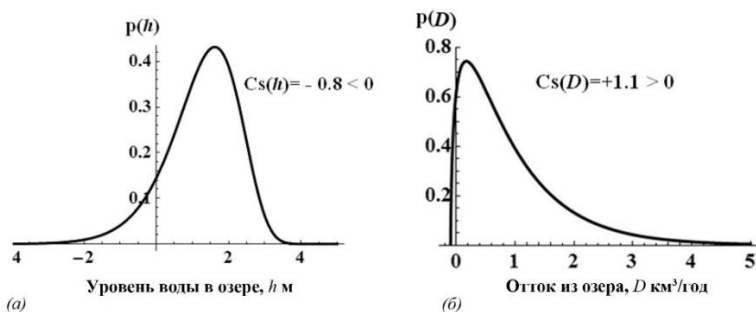 p(h)
0.4
0.3
0.2
0.1
Cs(h)= - 0.8 < 0
4 −2 2 4
Уровень воды в озере, h м
(а)
p(D)
0.8
0.6
0.4
0.2
Cs(D)=+1.1 > 0
0 1 2 3 4 5
Отток из озера, D км³/год
(б)